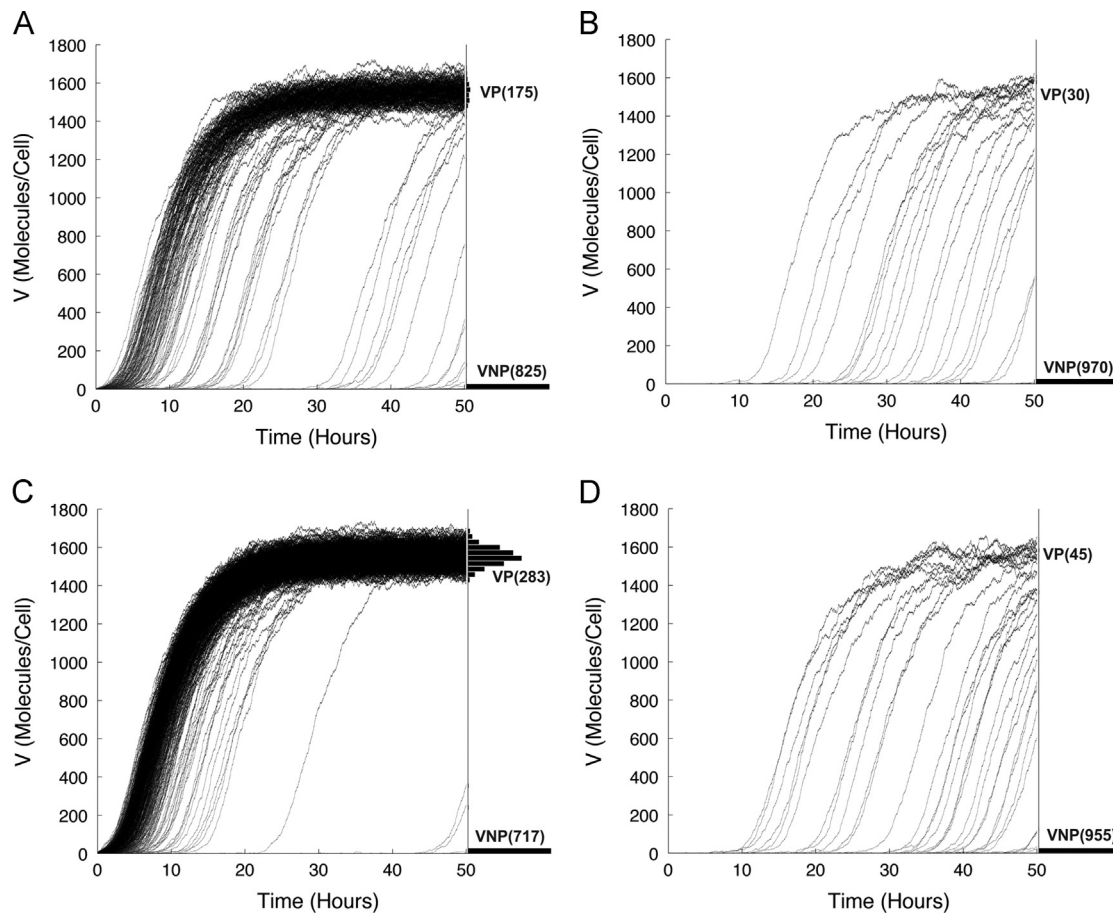 A
V (Molecules/Cell)
1800
1600
1400
1200
1000
800
600
400
200
0
0 10 20 30 40 50
Time (Hours)
VP(175)
VNP(825)
B
V (Molecules/Cell)
1800
1600
1400
1200
1000
800
600
400
200
0
0 10 20 30 40 50
Time (Hours)
VP(30)
VNP(970)
C
V (Molecules/Cell)
1800
1600
1400
1200
1000
800
600
400
200
0
0 10 20 30 40 50
Time (Hours)
VP(283)
VNP(717)
D
V (Molecules/Cell)
1800
1600
1400
1200
1000
800
600
400
200
0
0 10 20 30 40 50
Time (Hours)
VP(45)
VNP(955)